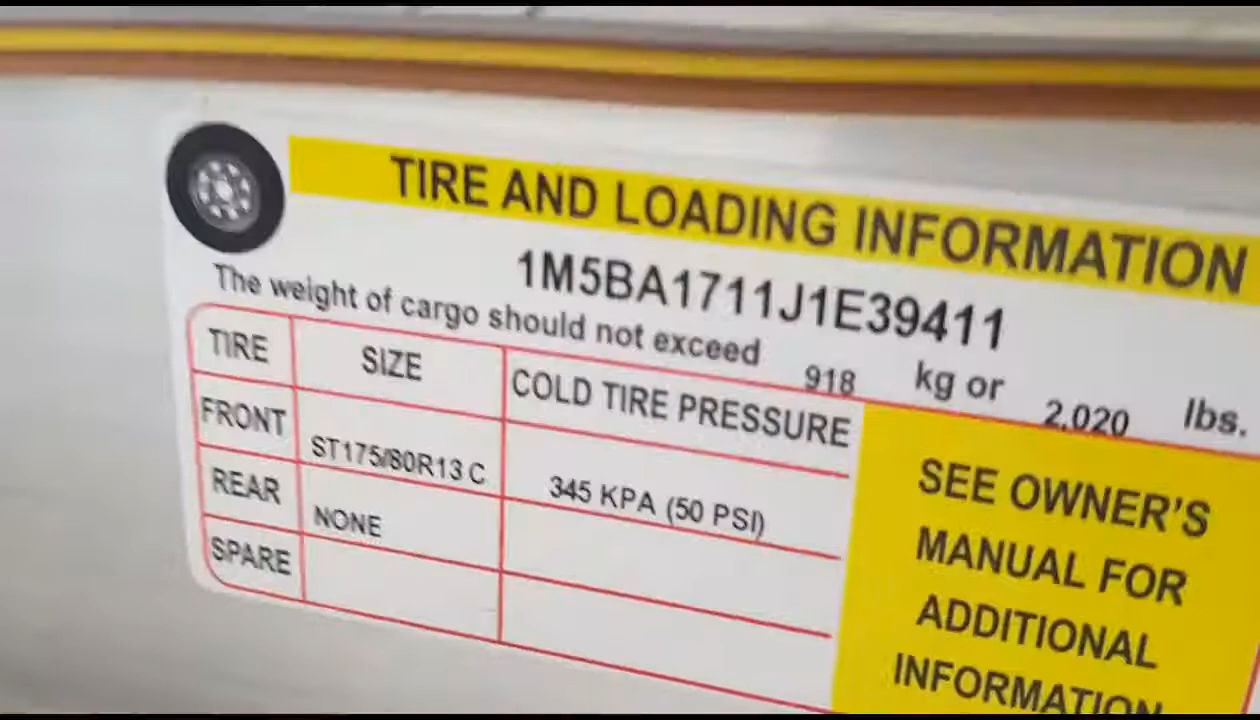 TIRE AND LOADING INFORMATION
1M5BA1711J1E39411
The weight of cargo should not exceed 918 kg or 2,020 lbs.
TIRE SIZE COLD TIRE PRESSURE
FRONT ST175/80R13 C 345 KPA (50 PSI)
REAR NONE
SPARE
SEE OWNER'S
MANUAL FOR
ADDITIONAL
INFORMATION